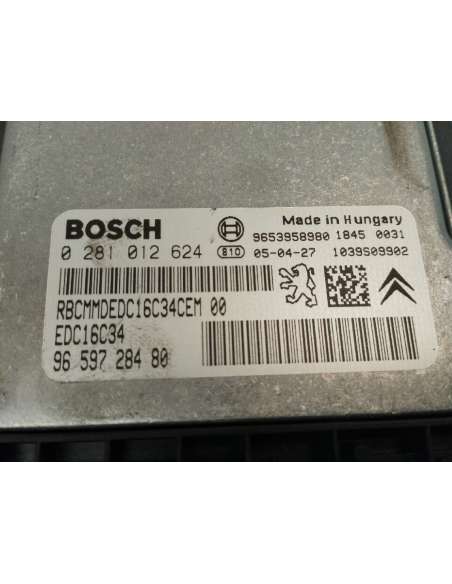 BOSCH
Made in Hungary
9653958980 1845 0031
0 281 012 624 810 05-04-27 1039S09902
RBCMMDEDC16C34CEM 00
EDC16C34
96 597 284 80